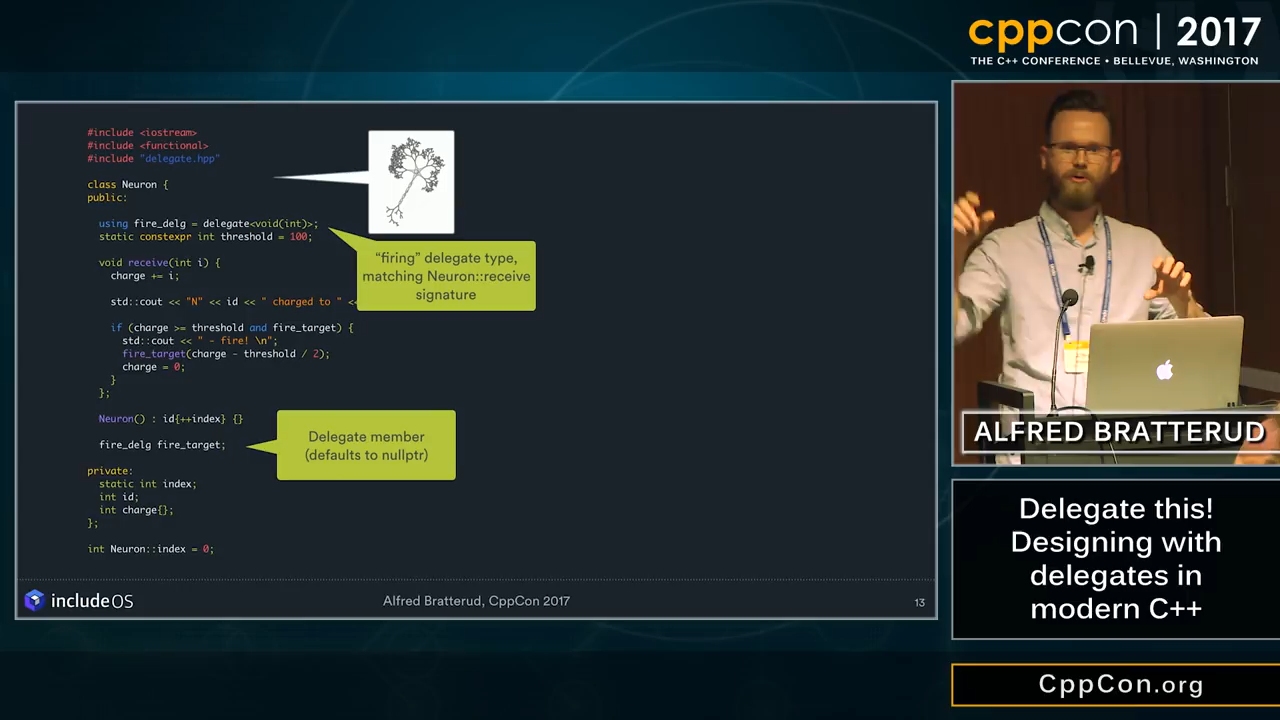 cppcon | 2017
THE C++ CONFERENCE • BELLEVUE, WASHINGTON
#include <iostream>
#include <functional>
#include "delegate.hpp"
class Neuron {
public:
using fire_delg = delegate<void(int)>;
static constexpr int threshold = 100;
void receive(int i) {
charge += i;
std::cout << "N" << id << " charged to " <<
if (charge >= threshold and fire_target) {
std::cout << " - fire! \n";
fire_target(charge - threshold / 2);
charge = 0;
}
};
Neuron() : id{++index} {}
fire_delg fire_target;
private:
static int index;
int id;
int charge{};
};
int Neuron::index = 0;
“firing” delegate type,
matching Neuron::receive
signature
Delegate member
(defaults to nullptr)
includeOS
Alfred Bratterud, CppCon 2017
13
ALFRED BRATTERUD
Delegate this!
Designing with
delegates in
modern C++
CppCon.org